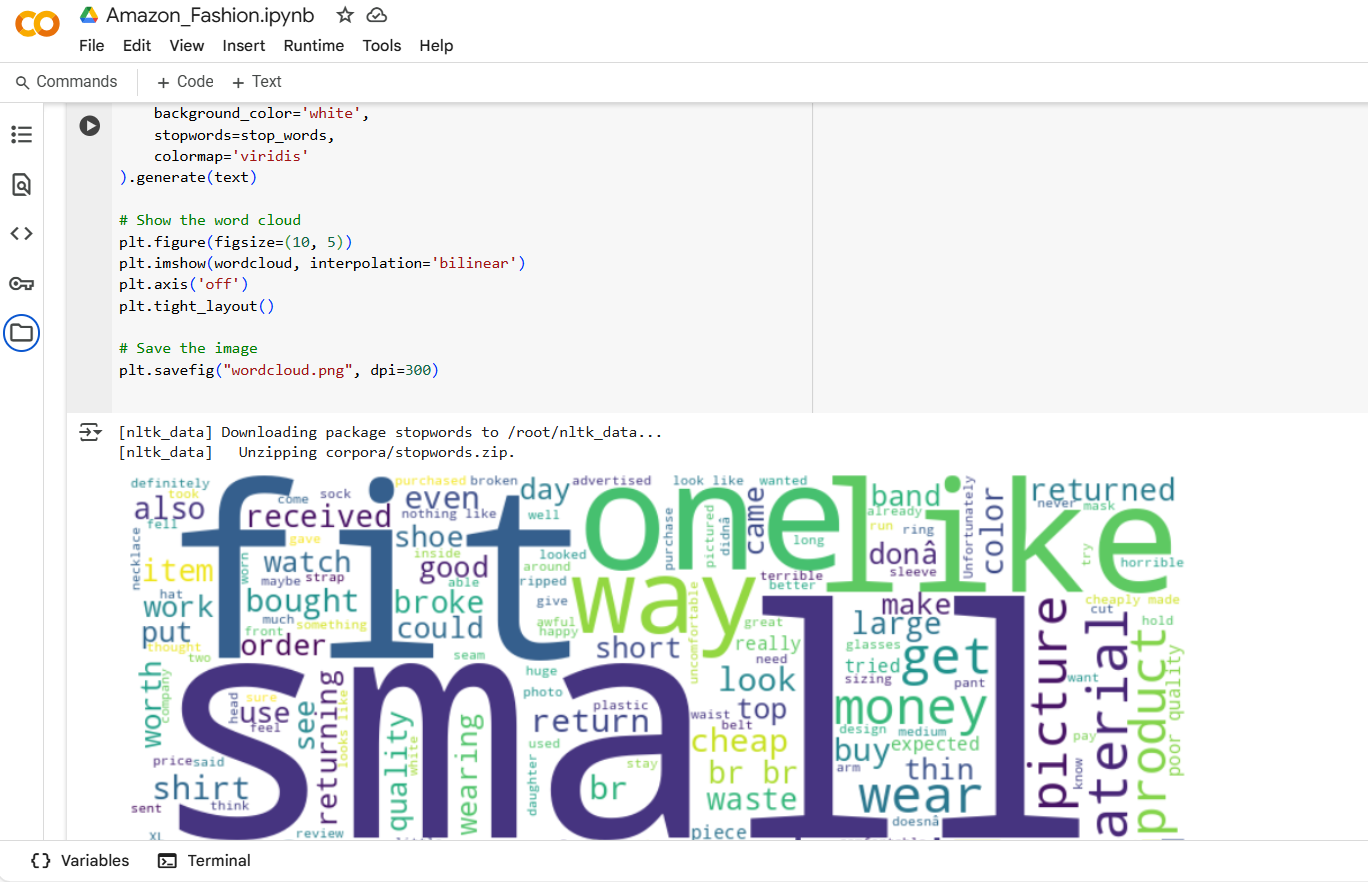 Amazon_Fashion.ipynb
File Edit View Insert Runtime Tools Help
Commands + Code + Text
background_color='white',
stopwords=stop_words,
colormap='viridis'
).generate(text)
# Show the word cloud
plt.figure(figsize=(10, 5))
plt.imshow(wordcloud, interpolation='bilinear')
plt.axis('off')
plt.tight_layout()
# Save the image
plt.savefig("wordcloud.png", dpi=300)
[nltk_data] Downloading package stopwords to /root/nltk_data...
[nltk_data]   Unzipping corpora/stopwords.zip.
definitely
took
also
fell
come
sock
purchased
broken
advertised
look like
wanted
even
nothing like
day
well
received
gave
fit
one
like
shoe
inside
good
able
looked
around
ripped
give
awful
happy
purchase
pictured
didnâ
came
long
band
already
run
ring
donâ
sleeve
Unfortunately
color
returned
never
mask
try
horrible
necklace
item
hat
work
put
thought
two
worn
watch
maybe
strap
bought
much
something
front
order
broke
could
seam
way
short
uncomfortable
terrible
better
great
really
need
look
make
large
glasses
tried
sizing
get
pant
cheaply made
cut
hold
want
picture
material
product
poor quality
pay
know
worth
company
small
head
sure
use
feel
see
returning
looks like
quality
white
wearing
huge
photo
plastic
return
used
stay
daughter
br
waist
belt
top
cheap
br br
waste
money
design
medium
buy
expected
arm
thin
wear
doesnâ
price
said
shirt
think
sent
XL
review
piece
Variables Terminal